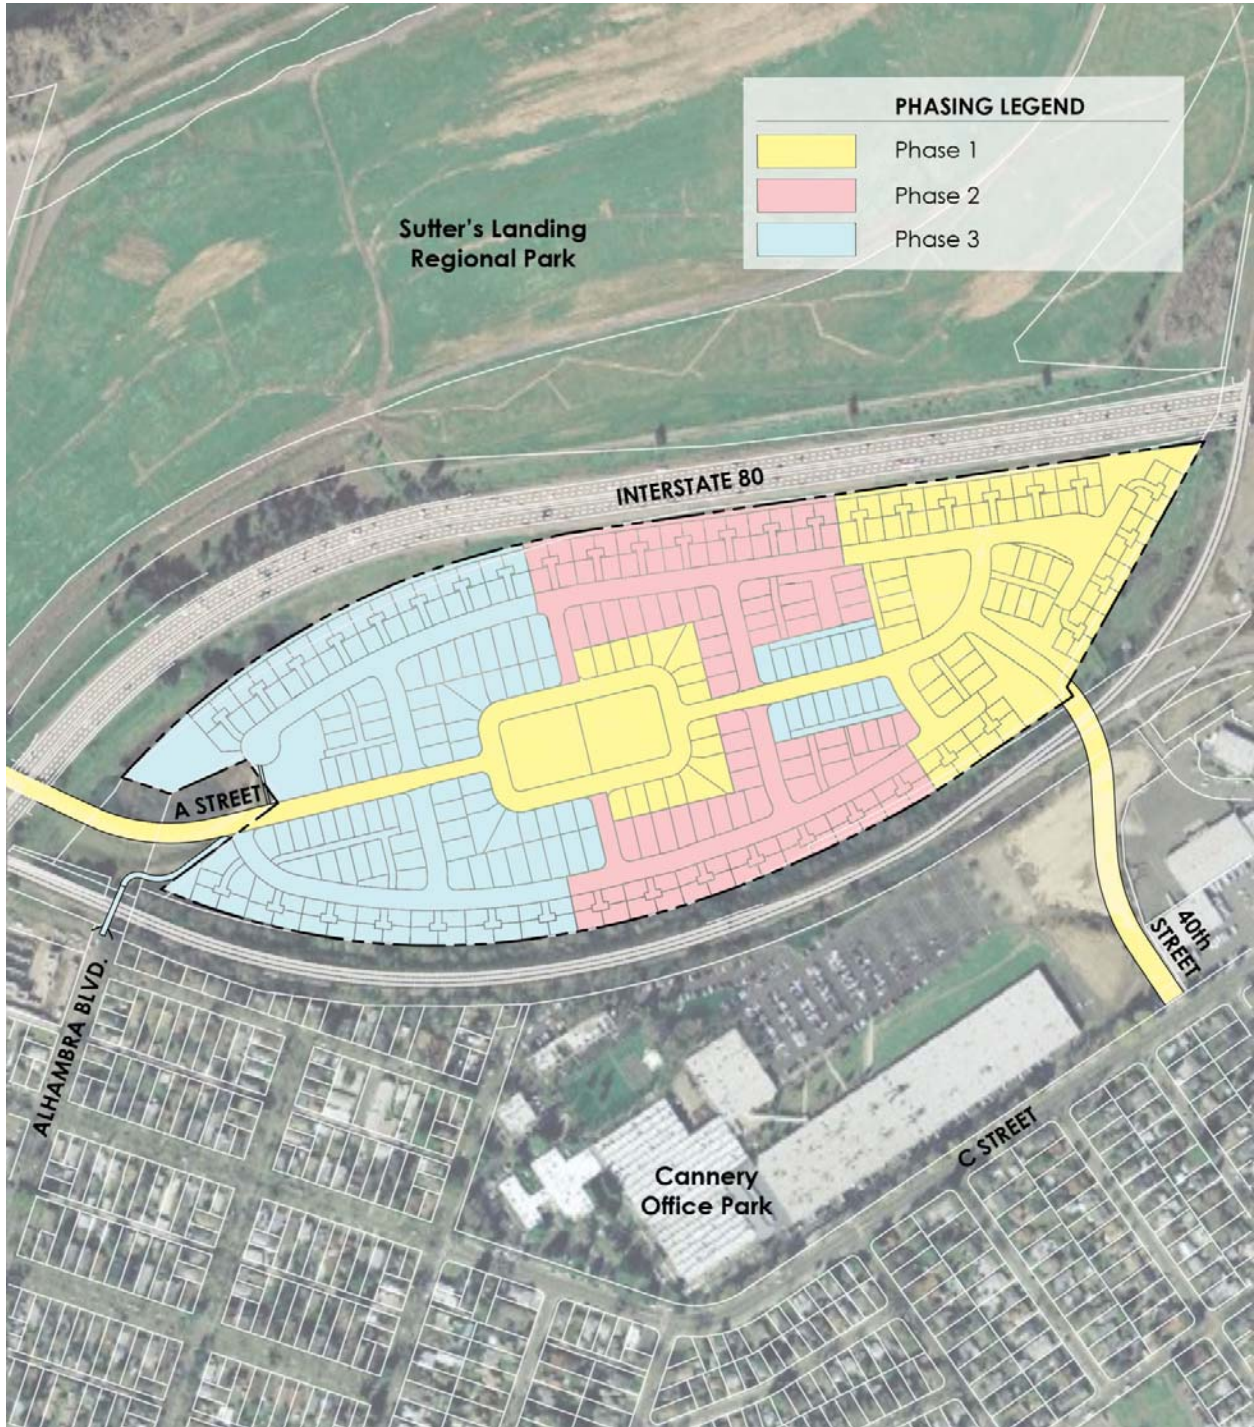 PHASING LEGEND
Phase 1
Phase 2
Phase 3
Sutter's Landing
Regional Park
INTERSTATE 80
A STREET
40th
STREET
ALHAMBRA BLVD.
C STREET
Cannery
Office Park